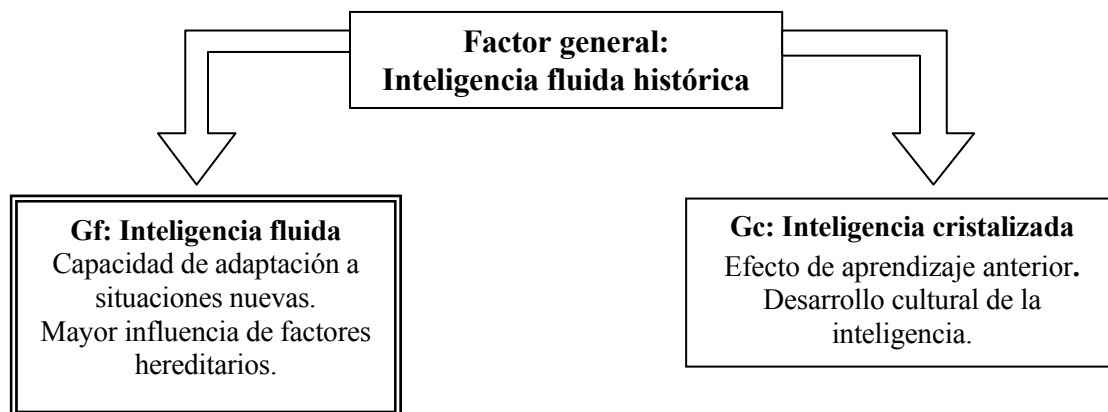 Factor general:
Inteligencia fluida histórica
Gf: Inteligencia fluida
Capacidad de adaptación a
situaciones nuevas.
Mayor influencia de factores
hereditarios.
Gc: Inteligencia cristalizada
Efecto de aprendizaje anterior.
Desarrollo cultural de la
inteligencia.